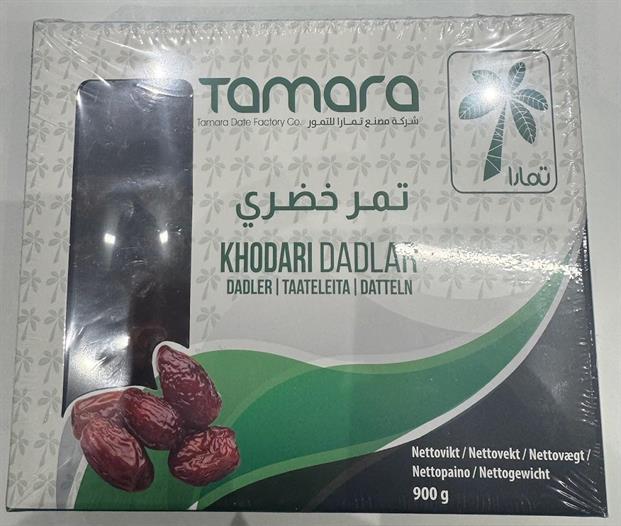 Tamara
Tamara Date Factory Co. شركة مصنع تمارا للتمور
تمارا
تمر خضري
KHODARI DADLAR
DADLER | TAATELEITA | DATTELN
Nettovikt / Nettovekt / Nettovægt /
Nettopaino / Nettogewicht
900 g